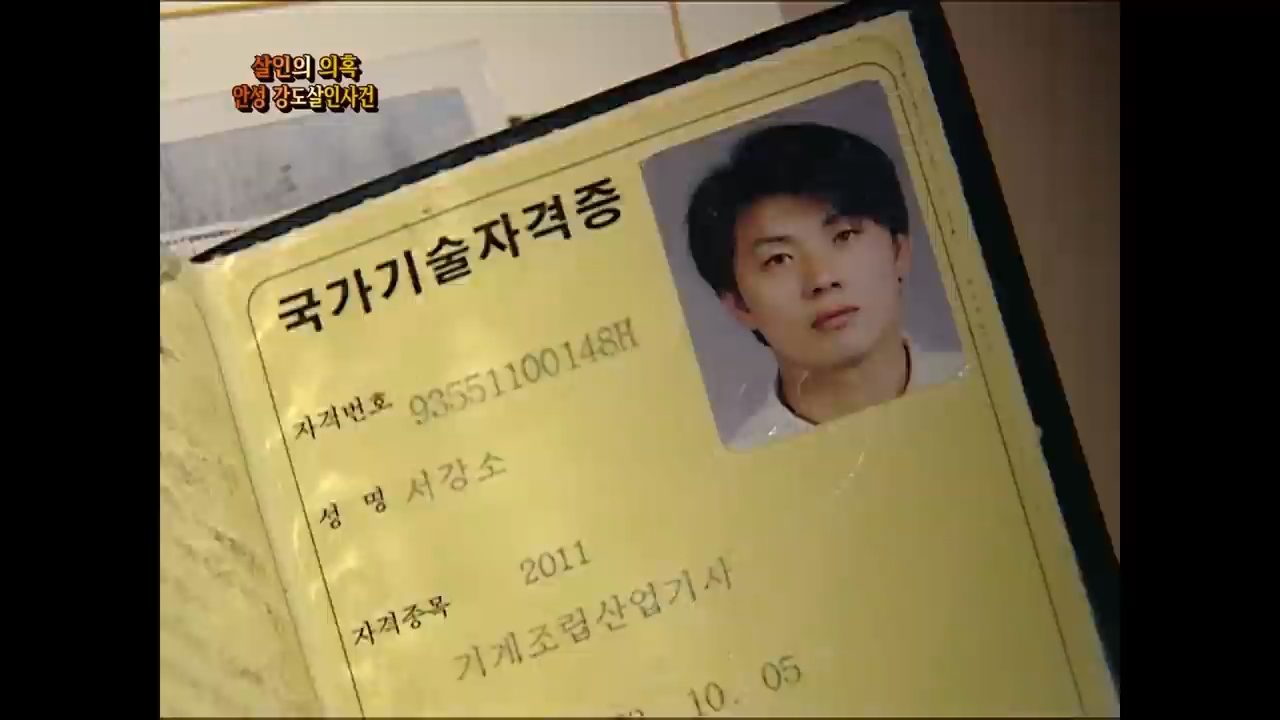 살인의 의혹
안성 강도살인사건
국가기술자격증
자격번호 93551100148H
성 명 서강소
2011
자격종목
기계조립산업기사
10. 05